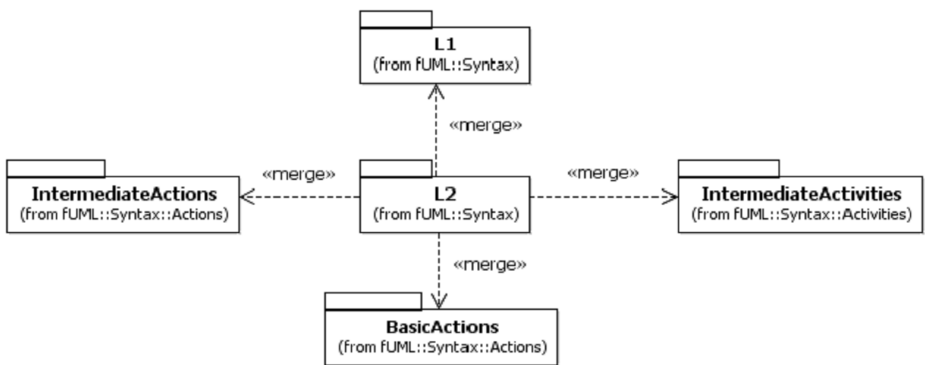 L1
(from fUML::Syntax)
«merge»
«merge»
«merge»
IntermediateActions
(from fUML::Syntax::Actions)
L2
(from fUML::Syntax)
IntermediateActivities
(from fUML::Syntax::Activities)
«merge»
BasicActions
(from fUML::Syntax::Actions)